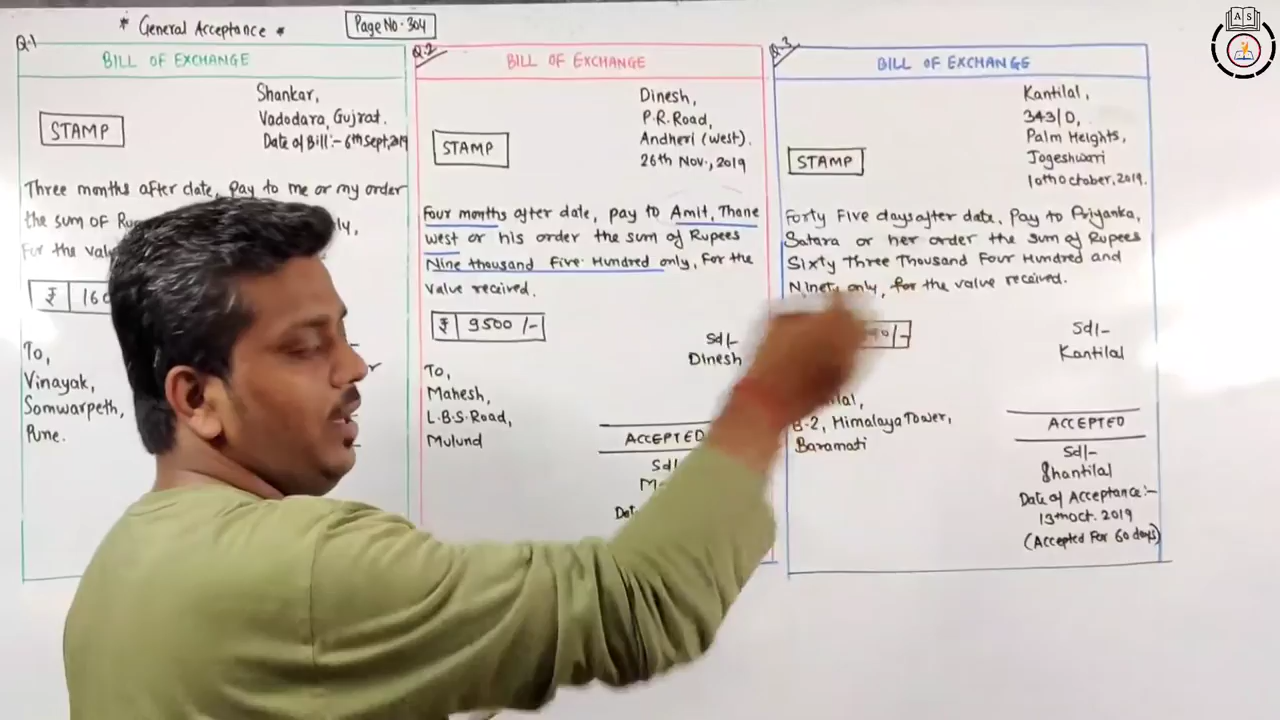 * General Acceptance *
Page No. 304
Q.1
BILL OF EXCHANGE
Shankar,
Vadodara, Gujrat.
Date of Bill:- 6th Sept, 2019
STAMP
Three months after date, pay to me or my order
the sum of
For the
₹
To,
Vinayak,
Somwarpeth,
Pune.
Q.2
BILL OF EXCHANGE
Dinesh,
P.R. Road,
Andheri (west).
26th Nov., 2019
STAMP
Four months after date, pay to Amit, Thane
west or his order the sum of Rupees
Nine thousand Five Hundred only, For the
value received.
₹ 9500 /-
Sd/-
Dinesh
To,
Mahesh,
L.B.S. Road,
Mulund
ACCEPTED
Q.3
BILL OF EXCHANGE
Kantilal,
343/D,
Palm Heights,
Jogeshwari
10th October, 2019.
STAMP
Forty Five days after date, Pay to Priyanka,
Satara or her order the sum of Rupees
Sixty Three Thousand Four Hundred and
Ninety only, for the value received.
Sd/-
Kantilal
B-2, Himalaya Tower,
Baramati
ACCEPTED
Sd/-
Shantilal
Date of Acceptance:-
13th Oct. 2019
(Accepted For 60 days)
A S